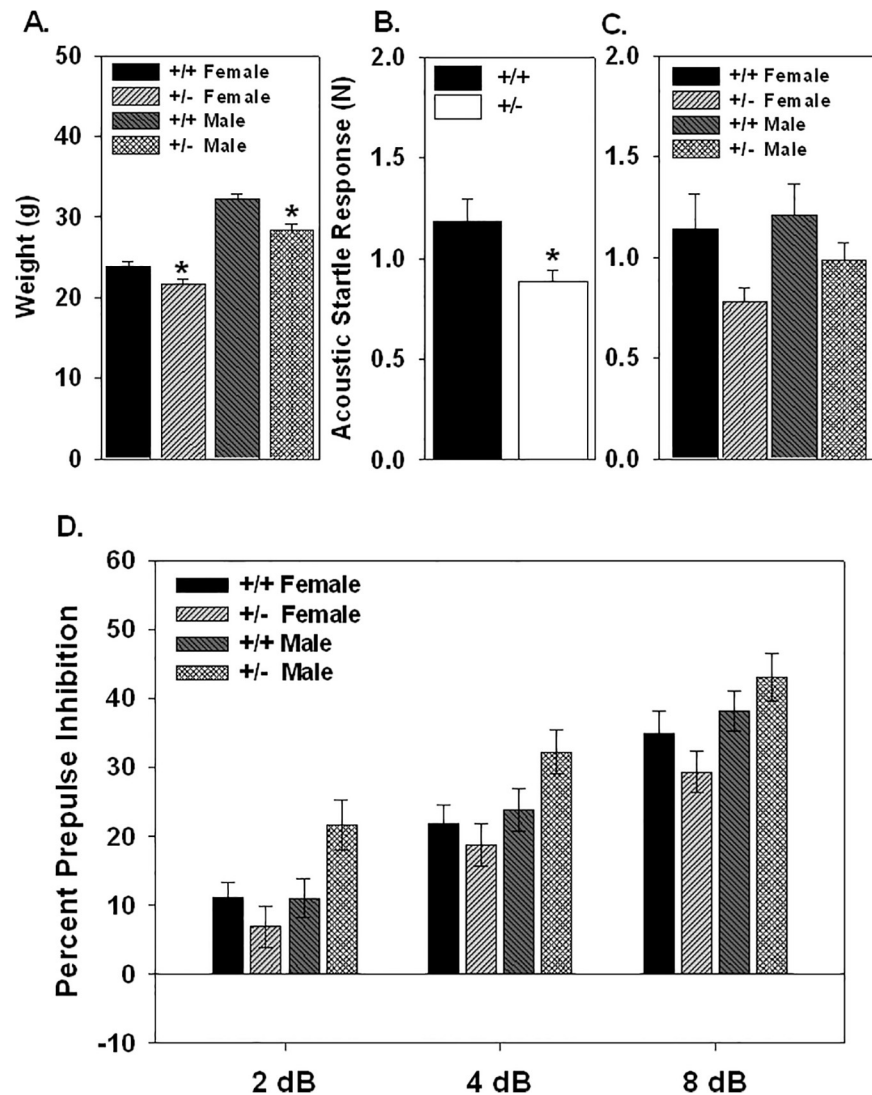 A.
B.
C.
50
40
30
20
10
0
Weight (g)
+/+ Female
+/- Female
+/+ Male
+/- Male
*
*
2.0
1.5
1.0
0.5
0.0
Acoustic Startle Response (N)
+/+
+/-
*
2.0
1.5
1.0
0.5
0.0
+/+ Female
+/- Female
+/+ Male
+/- Male
D.
60
50
40
30
20
10
0
-10
Percent Prepulse Inhibition
+/+ Female
+/- Female
+/+ Male
+/- Male
2 dB
4 dB
8 dB